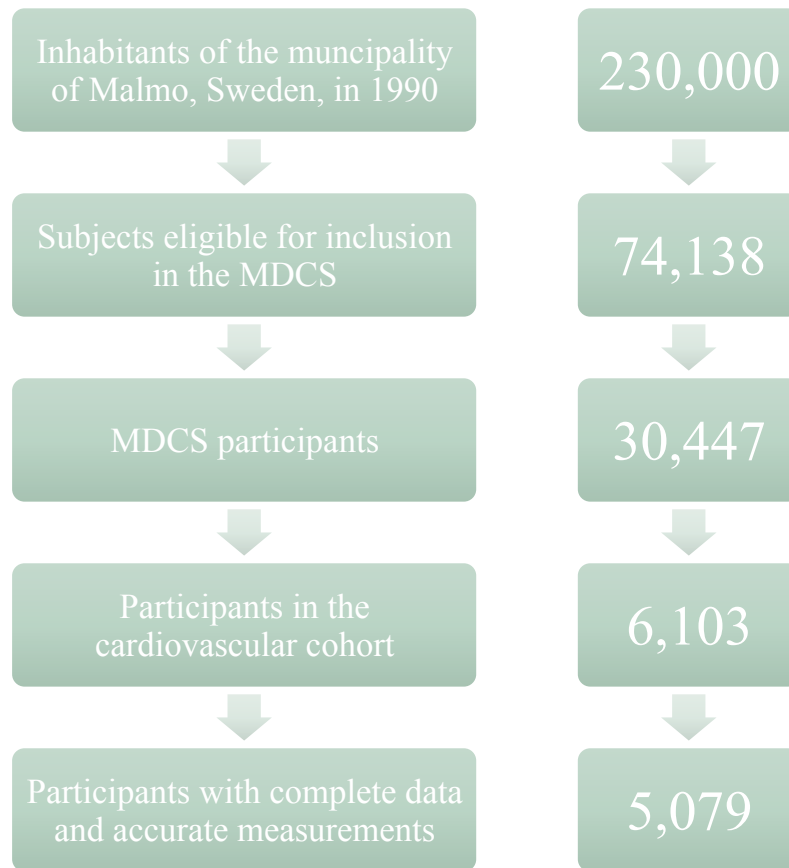 Inhabitants of the muncipality
of Malmo, Sweden, in 1990
230,000
Subjects eligible for inclusion
in the MDCS
74,138
MDCS participants
30,447
Participants in the
cardiovascular cohort
6,103
Participants with complete data
and accurate measurements
5,079